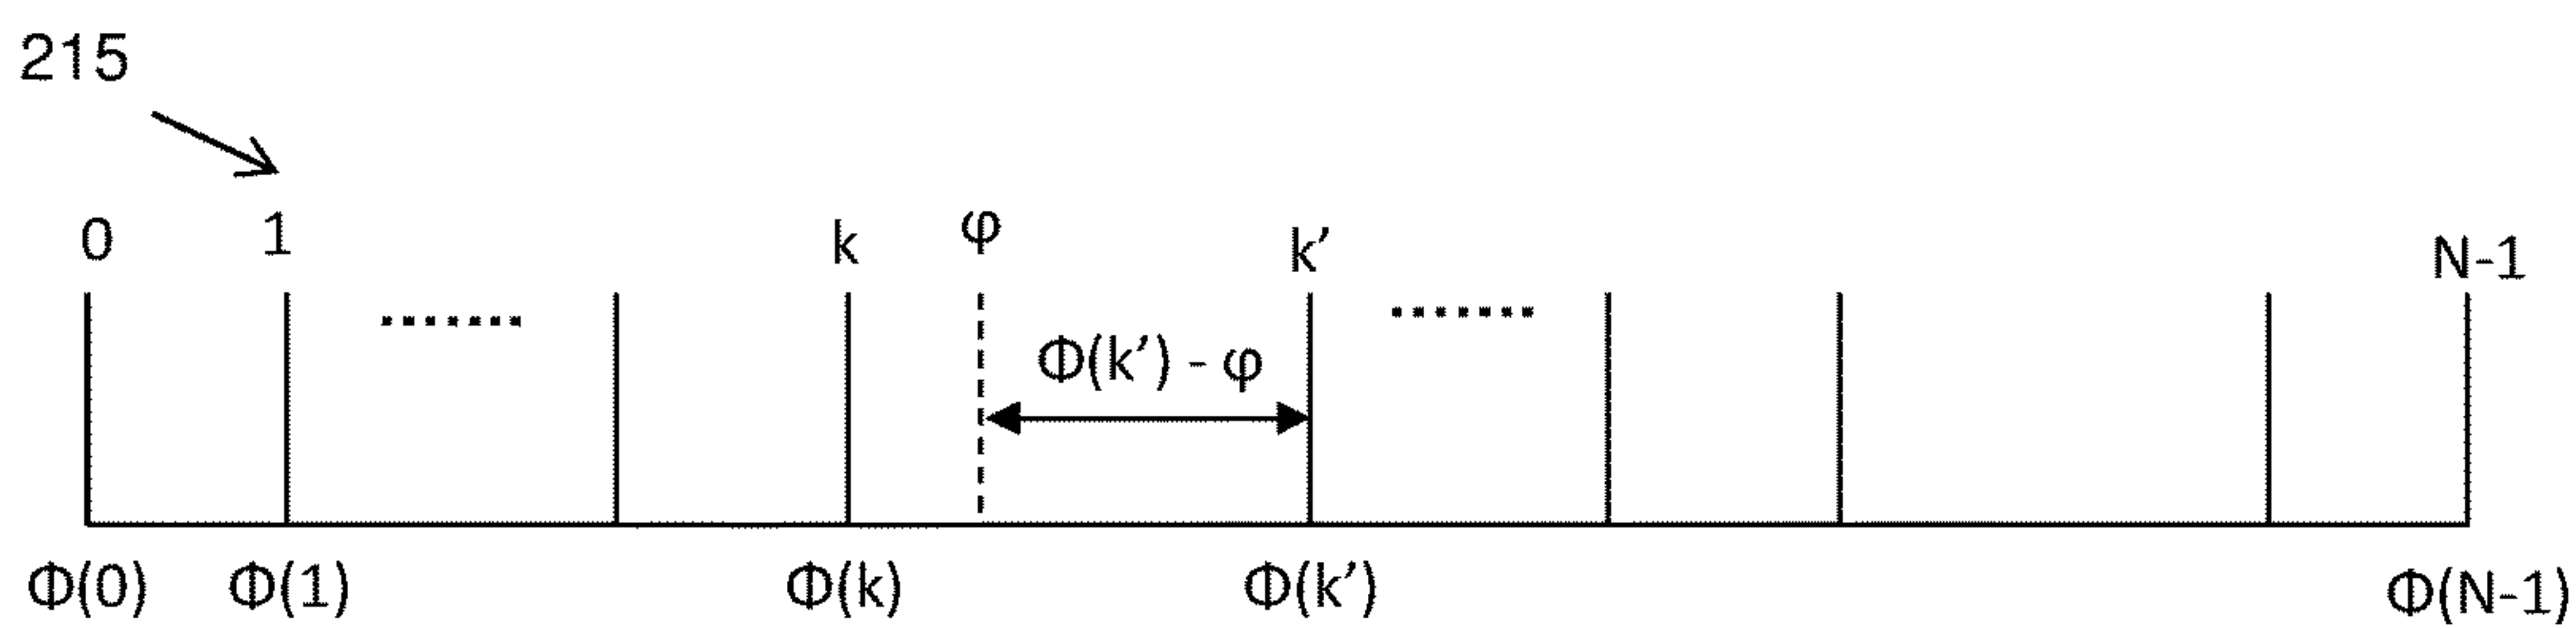 215
0 1 k φ k’ N-1
Φ(k’) - φ
Φ(0) Φ(1) Φ(k) Φ(k’) Φ(N-1)